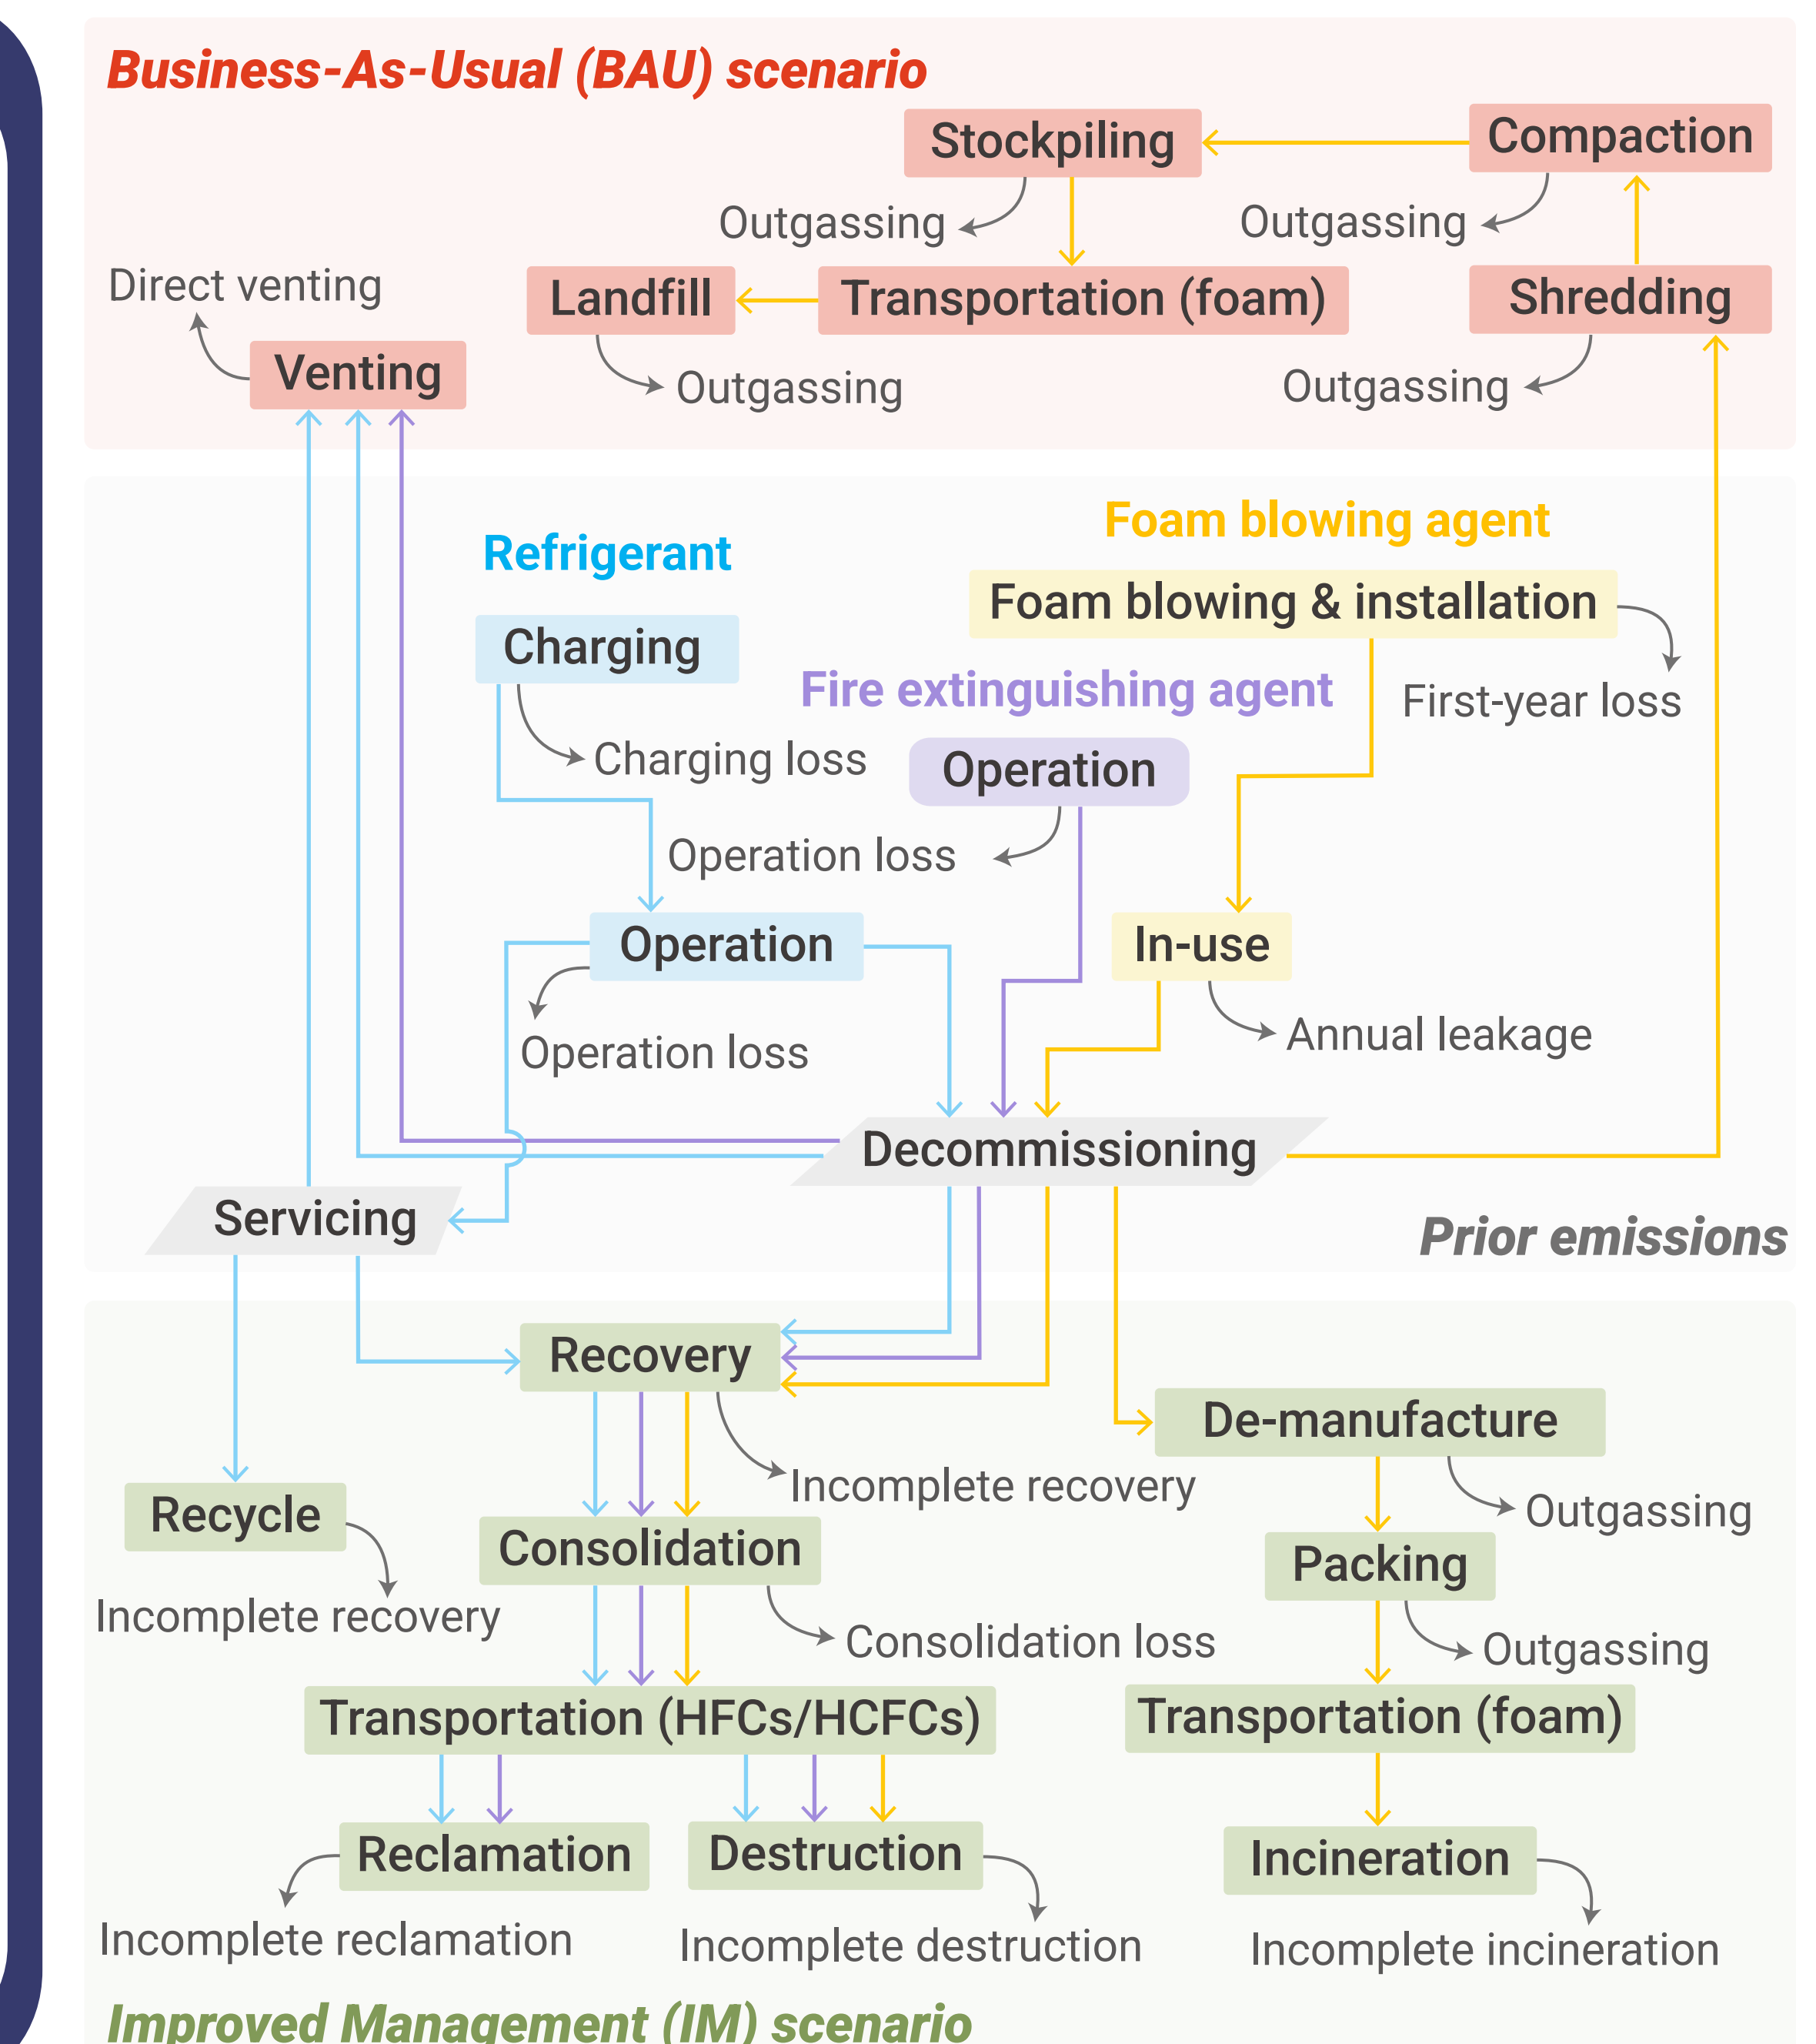 Business-As-Usual (BAU) scenario
Stockpiling
Compaction
Outgassing
Outgassing
Direct venting
Landfill
Transportation (foam)
Shredding
Venting
Outgassing
Outgassing
Foam blowing agent
Refrigerant
Foam blowing & installation
Charging
Fire extinguishing agent
First-year loss
Charging loss
Operation
Operation loss
Operation
In-use
Annual leakage
Operation loss
Decommissioning
Servicing
Prior emissions
Recovery
De-manufacture
Incomplete recovery
Outgassing
Recycle
Consolidation
Packing
Incomplete recovery
Consolidation loss
Outgassing
Transportation (HFCs/HCFCs)
Transportation (foam)
Reclamation
Destruction
Incineration
Incomplete reclamation
Incomplete destruction
Incomplete incineration
Improved Management (IM) scenario